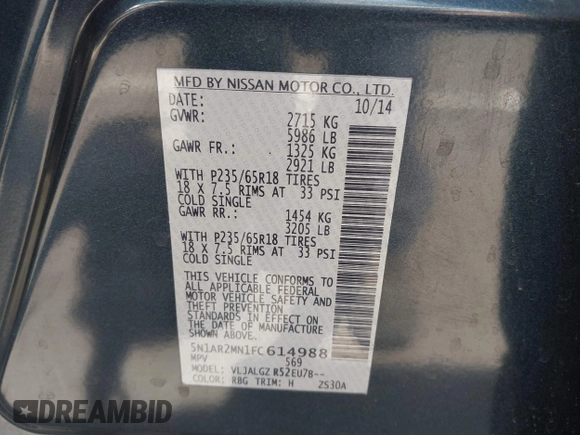 MFD BY NISSAN MOTOR CO., LTD.
DATE: 10/14
GVWR: 2715 KG
5986 LB
GAWR FR.: 1325 KG
2921 LB
WITH P235/65R18 TIRES
18 X 7.5 RIMS AT 33 PSI
COLD SINGLE
GAWR RR.: 1454 KG
3205 LB
WITH P235/65R18 TIRES
18 X 7.5 RIMS AT 33 PSI
COLD SINGLE
THIS VEHICLE CONFORMS TO
ALL APPLICABLE FEDERAL
MOTOR VEHICLE SAFETY AND
THEFT PREVENTION
STANDARDS IN EFFECT ON
THE DATE OF MANUFACTURE
SHOWN ABOVE.
5N1AR2MN1FC614988
MPV 569
VLJALGZ R52EU7B--
COLOR: RBG TRIM: H 2S30A
© EasyHaul.bid